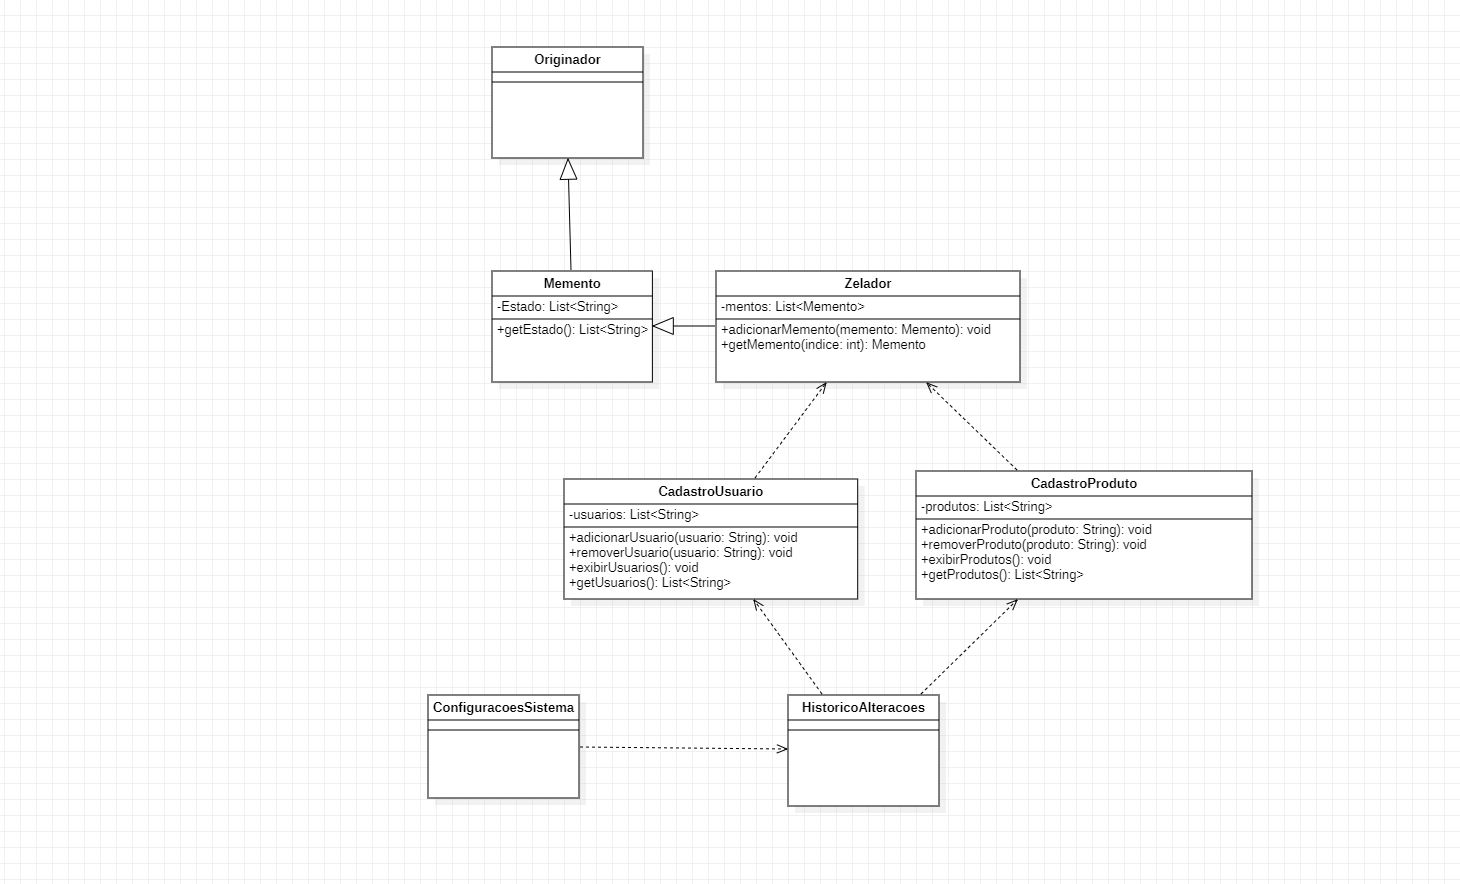 Originador
Memento
-Estado: List<String>
+getEstado(): List<String>
Zelador
-mentos: List<Memento>
+adicionarMemento(memento: Memento): void
+getMemento(indice: int): Memento
CadastroUsuario
-usuarios: List<String>
+adicionarUsuario(usuario: String): void
+removerUsuario(usuario: String): void
+exibirUsuarios(): void
+getUsuarios(): List<String>
CadastroProduto
-produtos: List<String>
+adicionarProduto(produto: String): void
+removerProduto(produto: String): void
+exibirProdutos(): void
+getProdutos(): List<String>
ConfiguracoesSistema
HistoricoAlteracoes